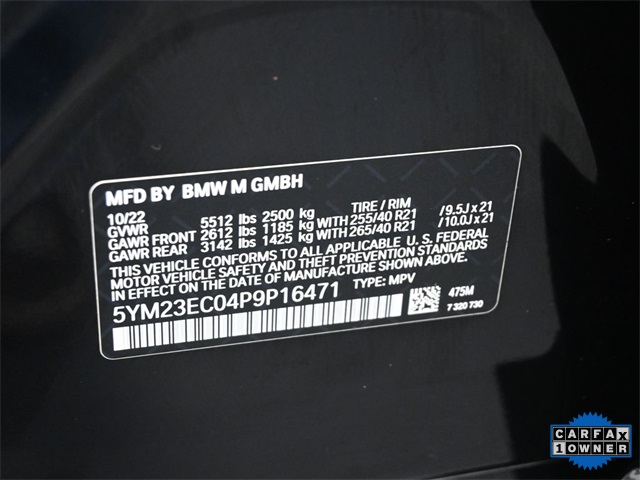 MFD BY BMW M GMBH
10/22 TIRE / RIM
GVWR 5512 lbs 2500 kg
GAWR FRONT 2612 lbs 1185 kg WITH 255/40 R21 /9.5J x 21
GAWR REAR 3142 lbs 1425 kg WITH 265/40 R21 /10.0J x 21
THIS VEHICLE CONFORMS TO ALL APPLICABLE U. S. FEDERAL
MOTOR VEHICLE SAFETY AND THEFT PREVENTION STANDARDS
IN EFFECT ON THE DATE OF MANUFACTURE SHOWN ABOVE.
5YM23EC04P9P16471 TYPE: MPV
475M
7 320 730
CARFAX
1 OWNER